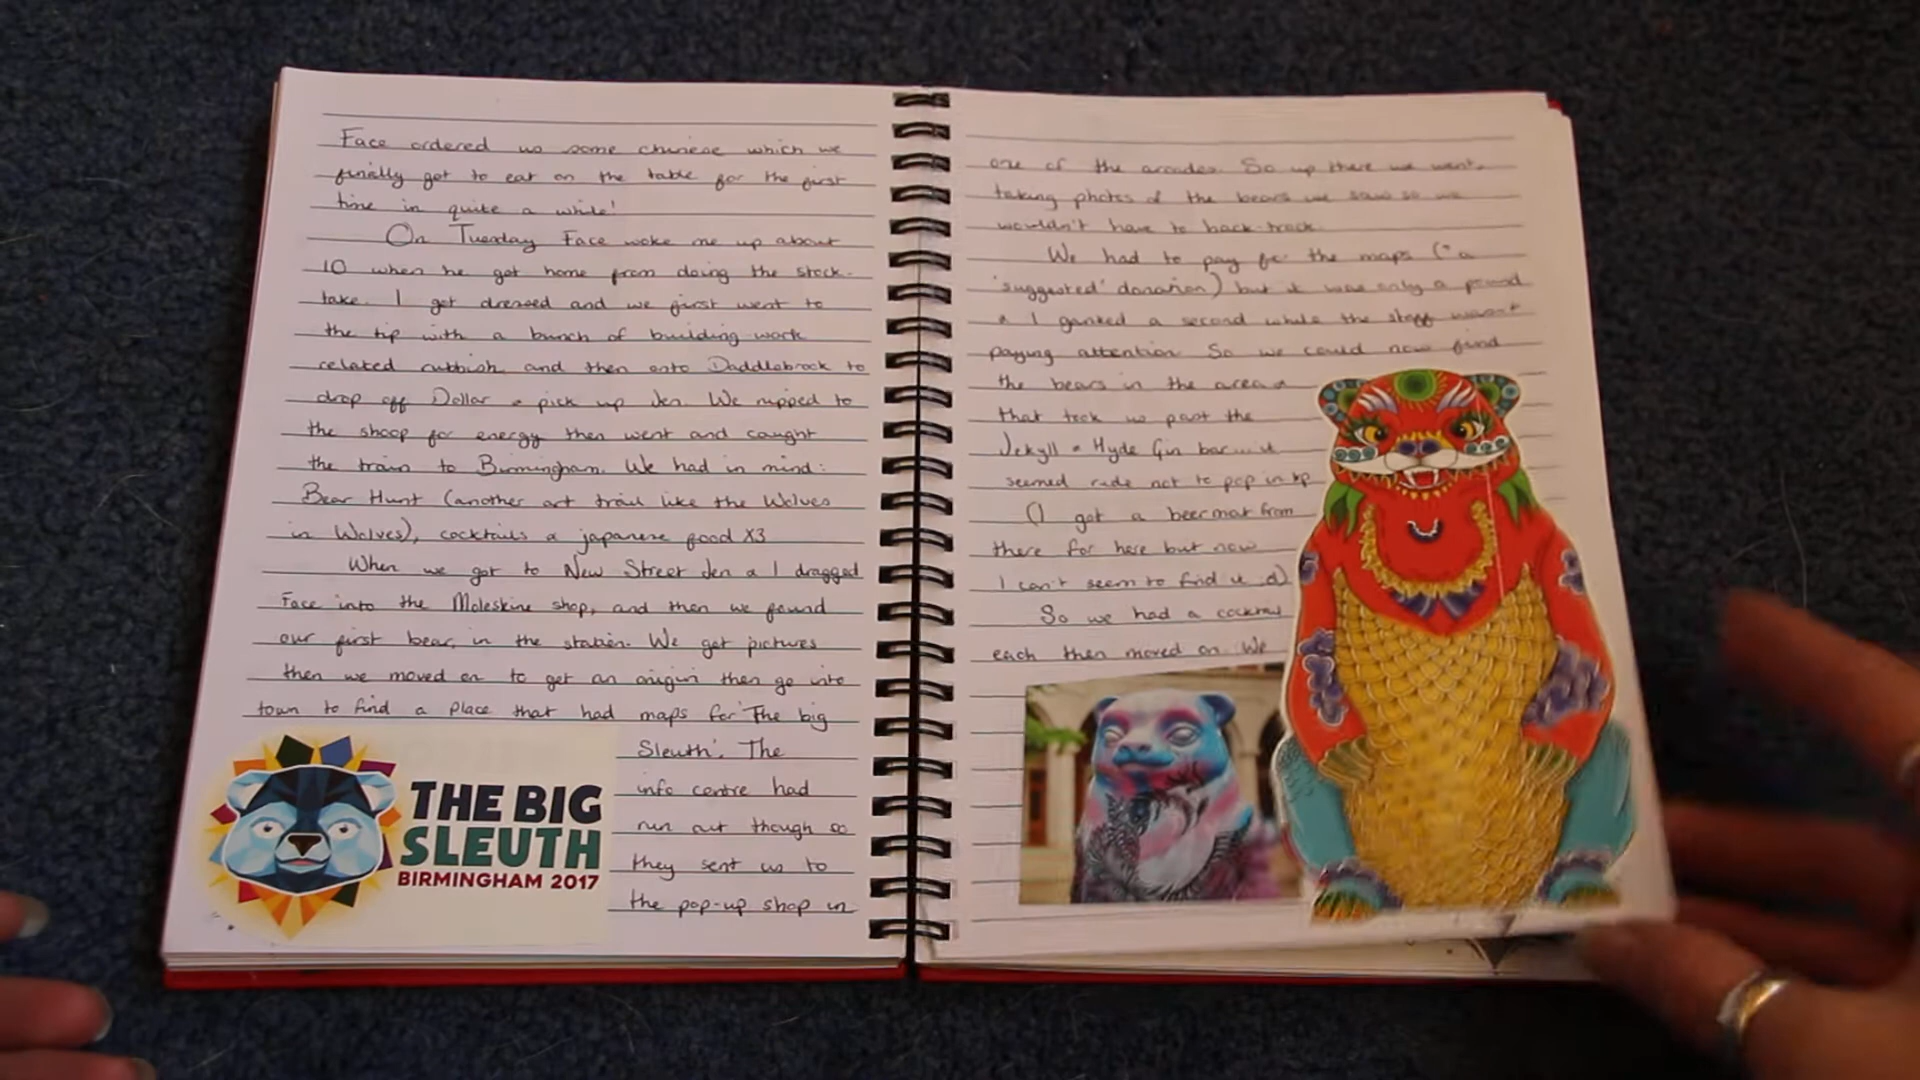 Face ordered us some chinese which we
finally got to eat on the table for the first
time in quite a while!
On Tuesday Face woke me up about
10 when he got home from doing the stock-
take. I got dressed and we first went to
the tip with a bunch of building work
related rubbish and then onto Daddlebrook to
drop off Dollar & pick up Jen. We nipped to
the shoop for energy then went and caught
the train to Birmingham. We had in mind:
Bear Hunt (another art trail like the Wolves
in Wolves), cocktails & japanese food X3
When we got to New Street Jen & I dragged
Face into the Moleskine shop, and then we found
our first bear, in the station. We got pictures
then we moved on to get an origin then go into
town to find a place that had maps for 'The big
Sleuth'. The
info centre had
run out though so
they sent us to
the pop-up shop in
THE BIG
SLEUTH
BIRMINGHAM 2017
one of the arcades. So up there we went,
taking photos of the bears we saw so we
wouldn't have to back-track.
We had to pay for the maps ("a
'suggested' donation) but it was only a pound
& I ganked a second while the staff wasn't
paying attention. So we could now find
the bears in the area &
that took us past the
Jekyll & Hyde Gin bar it
seemed rude not to pop in
(I got a beermat from
there for here but now
I can't seem to find it
So we had a cocktail
each then moved on. We